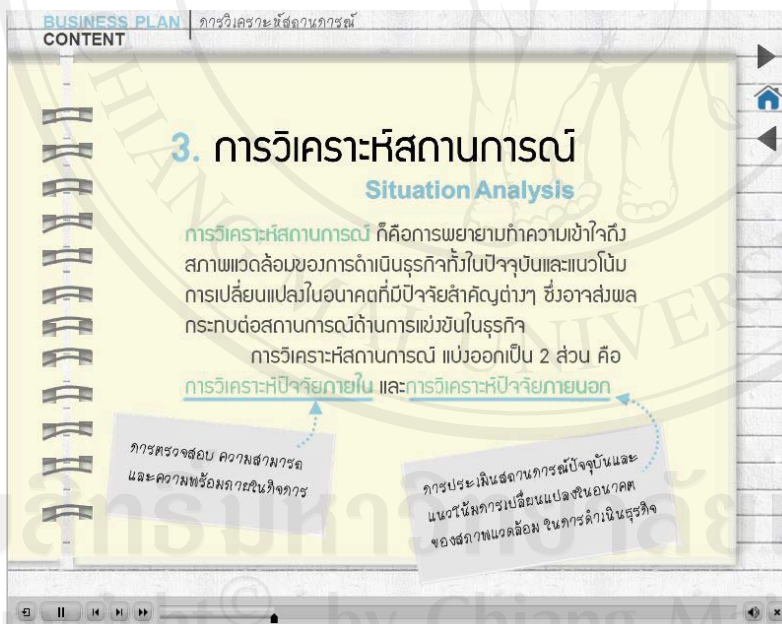 BUSINESS PLAN
CONTENT
การวิเคราะห์สถานการณ์
3. การวิเคราะห์สถานการณ์
Situation Analysis
การวิเคราะห์สถานการณ์ ก็คือการพยายามทำความเข้าใจถึง
สภาพแวดล้อมของการดำเนินธุรกิจทั้งในปัจจุบันและแนวโน้ม
การเปลี่ยนแปลงในอนาคตที่มีปัจจัยสำคัญต่างๆ ซึ่งอาจส่งผล
กระทบต่อสถานการณ์ด้านการแข่งขันในธุรกิจ
การวิเคราะห์สถานการณ์ แบ่งออกเป็น 2 ส่วน คือ
การวิเคราะห์ปัจจัยภายใน และการวิเคราะห์ปัจจัยภายนอก
การตรวจสอบ ความสามารถ
และความพร้อมภายในกิจการ
การประเมินสถานการณ์ปัจจุบันและ
แนวโน้มการเปลี่ยนแปลงในอนาคต
ของสภาพแวดล้อม ในการดำเนินธุรกิจ